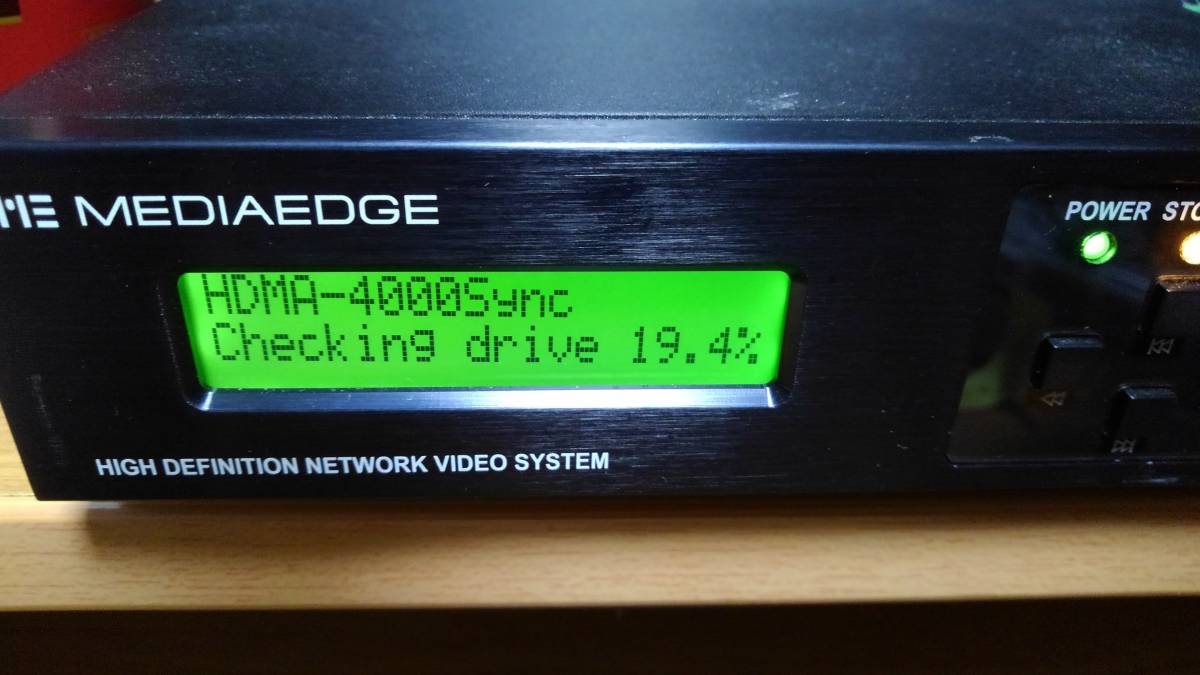 MEDIAEDGE
POWER
HDMA-4000Sync
Checking drive 19.4%
HIGH DEFINITION NETWORK VIDEO SYSTEM